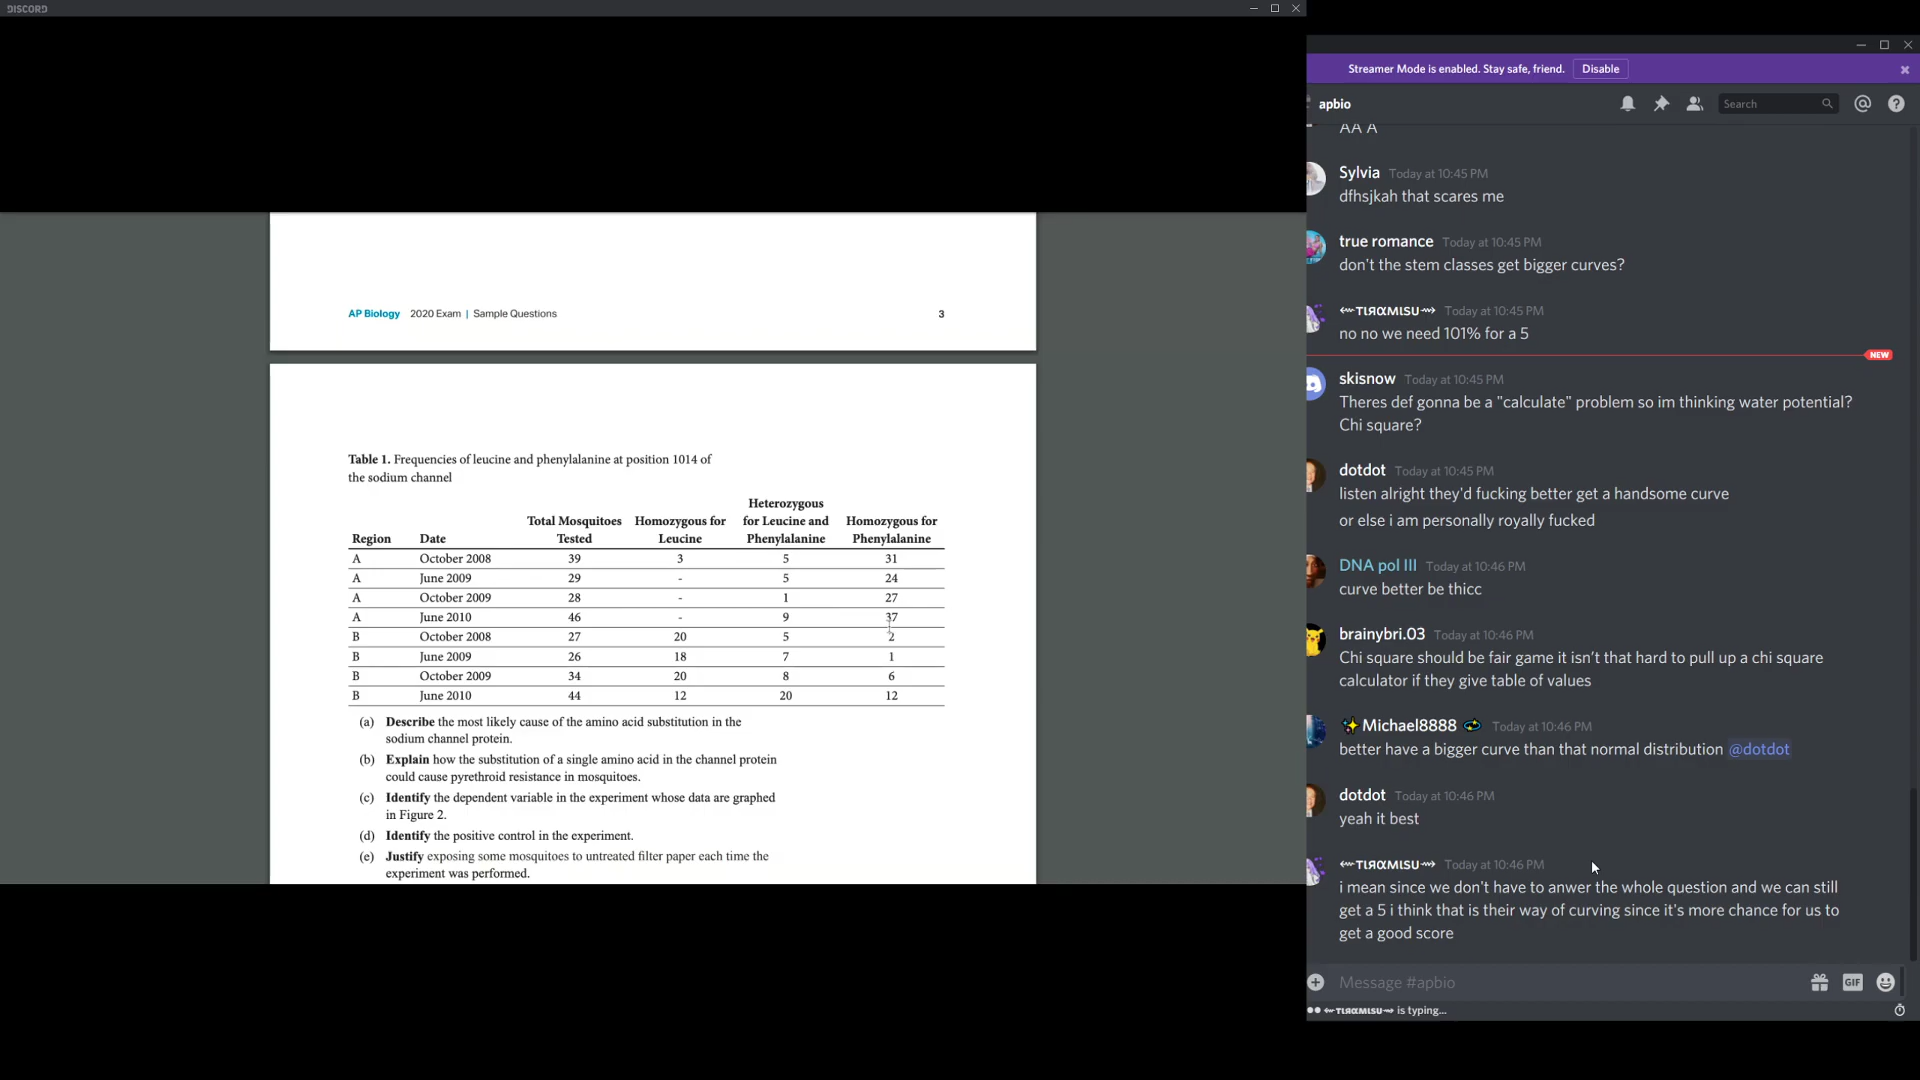 DISCORD
AP Biology 2020 Exam | Sample Questions 3
Table 1. Frequencies of leucine and phenylalanine at position 1014 of
the sodium channel
Region Date Total Mosquitoes Tested Homozygous for Leucine Heterozygous for Leucine and Phenylalanine Homozygous for Phenylalanine
A October 2008 39 3 5 31
A June 2009 29 - 5 24
A October 2009 28 - 1 27
A June 2010 46 - 9 37
B October 2008 27 20 5 2
B June 2009 26 18 7 1
B October 2009 34 20 8 6
B June 2010 44 12 20 12
(a) Describe the most likely cause of the amino acid substitution in the
sodium channel protein.
(b) Explain how the substitution of a single amino acid in the channel protein
could cause pyrethroid resistance in mosquitoes.
(c) Identify the dependent variable in the experiment whose data are graphed
in Figure 2.
(d) Identify the positive control in the experiment.
(e) Justify exposing some mosquitoes to untreated filter paper each time the
experiment was performed.
Streamer Mode is enabled. Stay safe, friend. Disable
apbio Search
AA A
Sylvia Today at 10:45 PM
dfhsjkah that scares me
true romance Today at 10:45 PM
don't the stem classes get bigger curves?
⬳TIЯαMISU⟿ Today at 10:45 PM
no no we need 101% for a 5
NEW
skisnow Today at 10:45 PM
Theres def gonna be a "calculate" problem so im thinking water potential?
Chi square?
dotdot Today at 10:45 PM
listen alright they'd fucking better get a handsome curve
or else i am personally royally fucked
DNA pol III Today at 10:46 PM
curve better be thicc
brainybri.03 Today at 10:46 PM
Chi square should be fair game it isn’t that hard to pull up a chi square
calculator if they give table of values
✨Michael8888 Today at 10:46 PM
better have a bigger curve than that normal distribution @dotdot
dotdot Today at 10:46 PM
yeah it best
⬳TIЯαMISU⟿ Today at 10:46 PM
i mean since we don't have to anwer the whole question and we can still
get a 5 i think that is their way of curving since it's more chance for us to
get a good score
Message #apbio GIF
⬳TIЯαMISU⟿ is typing...